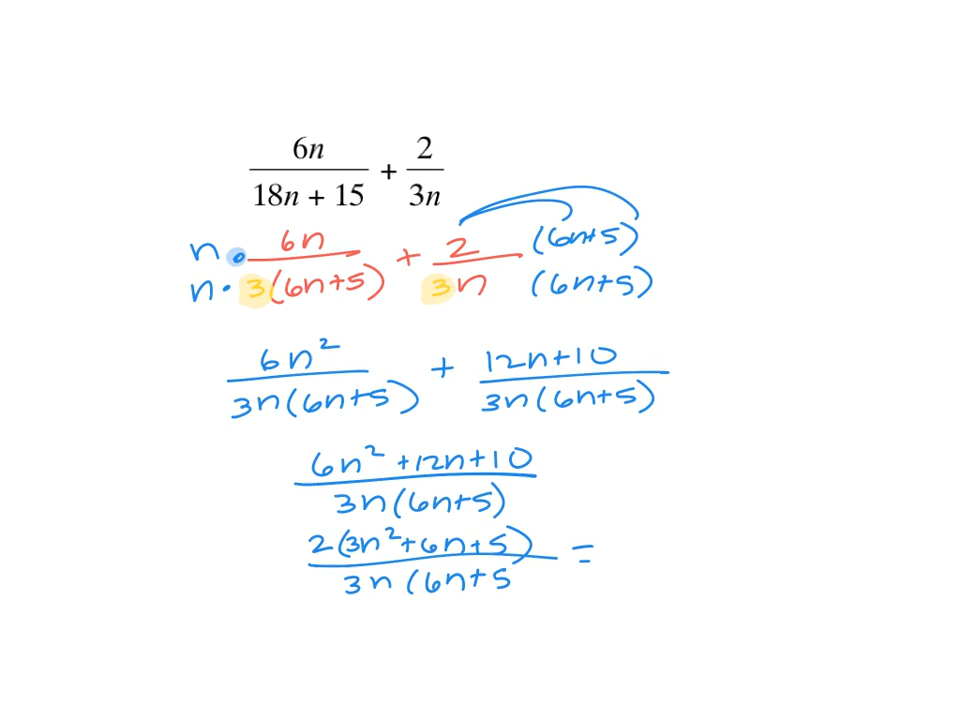 6n/(18n + 15) + 2/3n
n • 6n/n • 3(6n+5) + 2/3n (6n+5)/(6n+5)
6n²/3n(6n+5) + 12n+10/3n(6n+5)
6n² +12n+10/3n(6n+5)
2(3n²+6n+5)/3n(6n+5 =